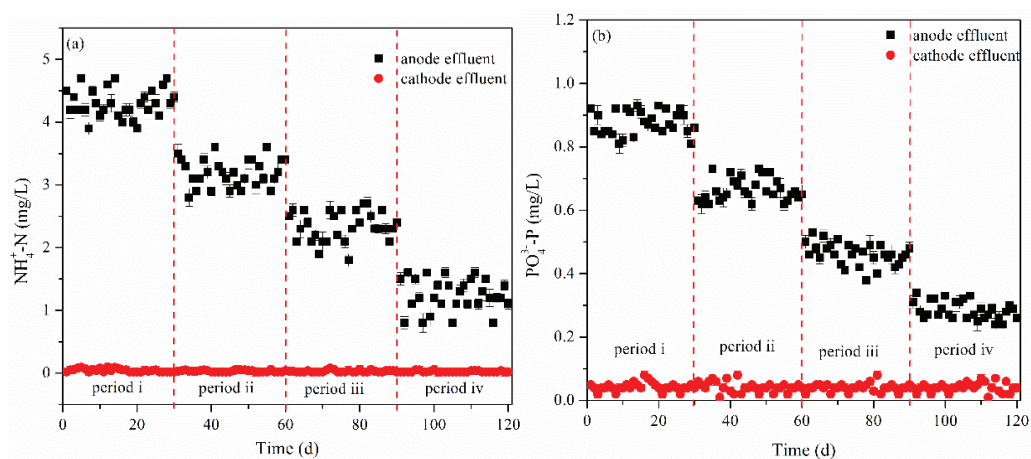 (a)
anode effluent
cathode effluent
5
4
3
2
1
0
NH₄⁺-N (mg/L)
period i
period ii
period iii
period iv
0 20 40 60 80 100 120
Time (d)
(b)
anode effluent
cathode effluent
1.2
1.0
0.8
0.6
0.4
0.2
0.0
PO₄³⁻-P (mg/L)
period i
period ii
period iii
period iv
0 20 40 60 80 100 120
Time (d)